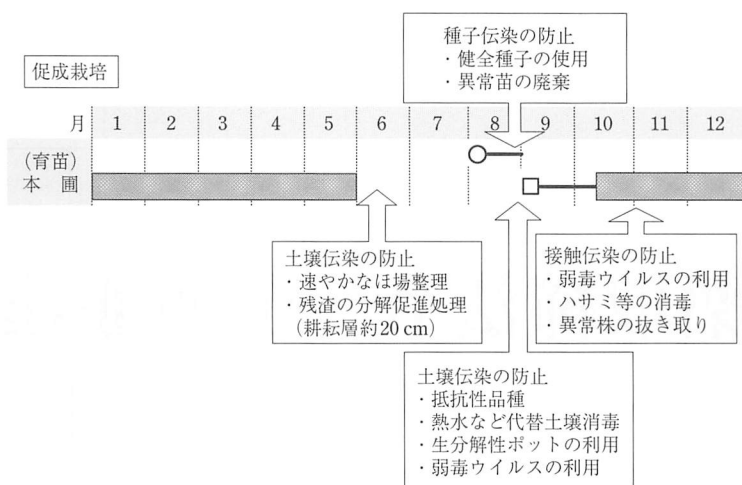 種子伝染の防止
・健全種子の使用
・異常苗の廃棄
促成栽培
月 1 2 3 4 5 6 7 8 9 10 11 12
(育苗)
本 圃
土壌伝染の防止
・速やかなほ場整理
・残渣の分解促進処理
(耕耘層約20 cm)
接触伝染の防止
・弱毒ウイルスの利用
・ハサミ等の消毒
・異常株の抜き取り
土壌伝染の防止
・抵抗性品種
・熱水など代替土壌消毒
・生分解性ポットの利用
・弱毒ウイルスの利用